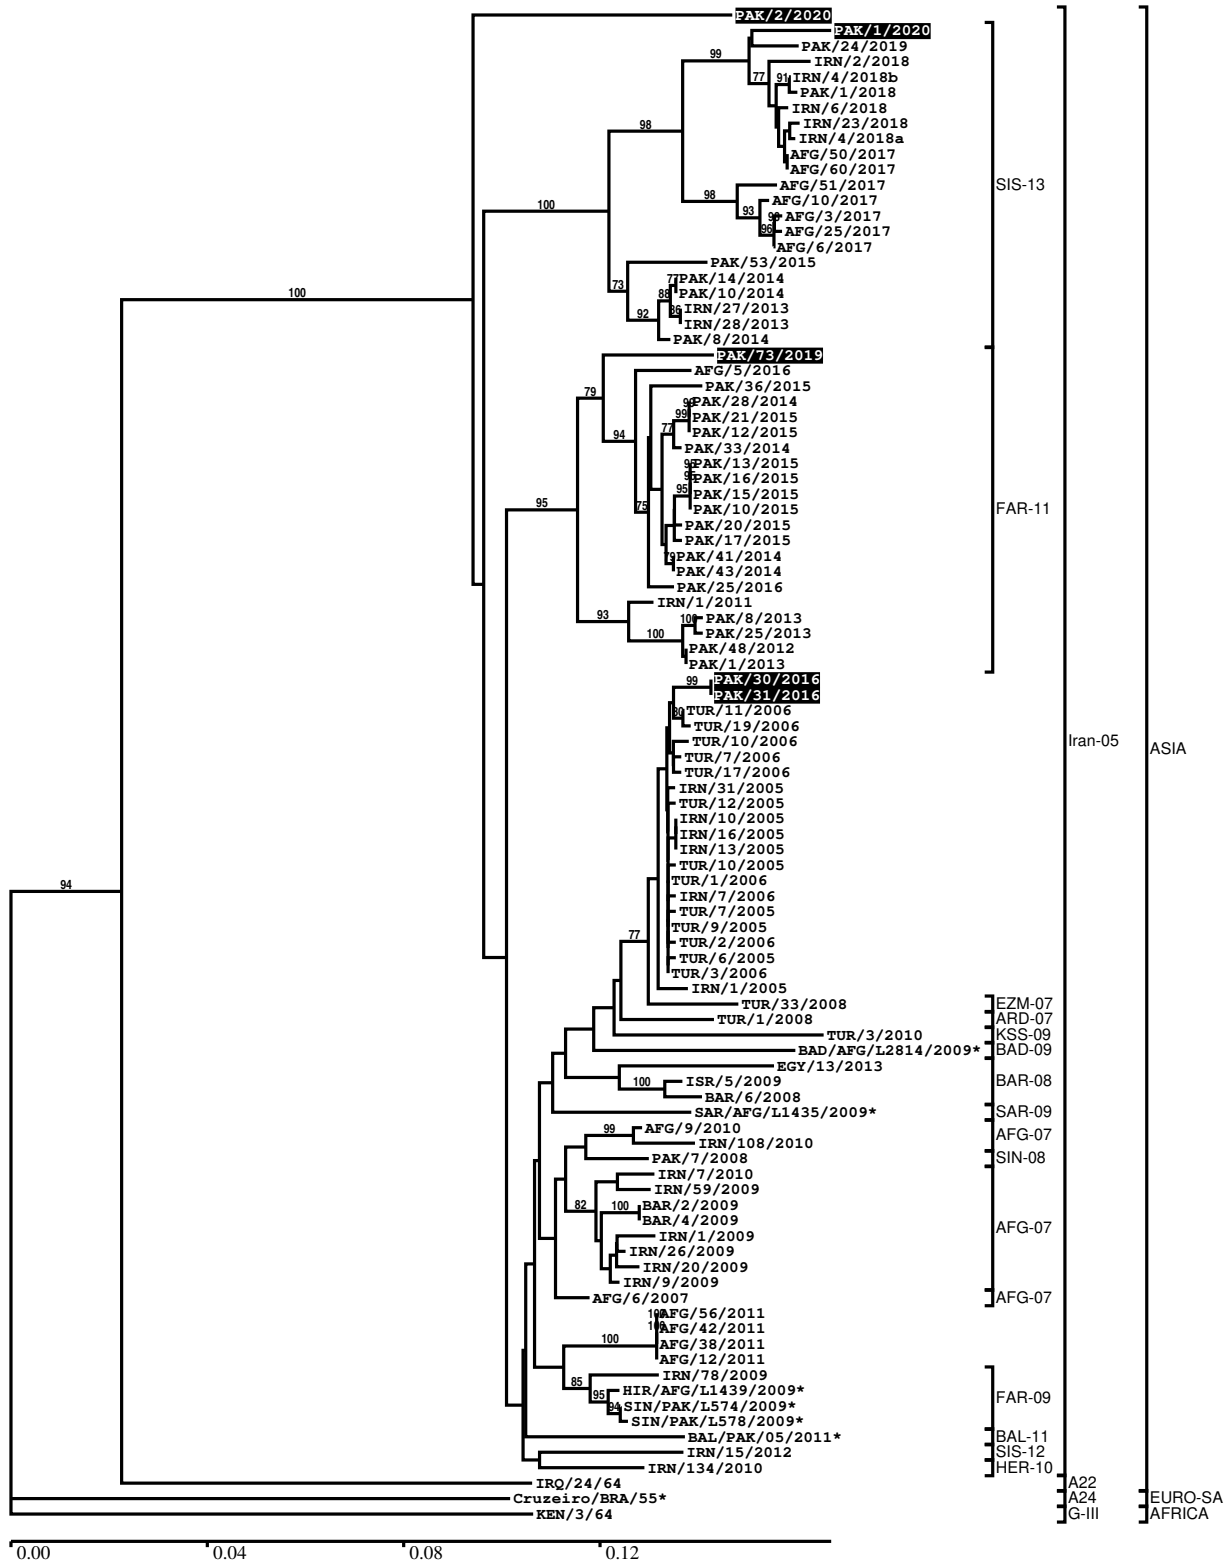 PAK/2/2020
PAK/1/2020
99
PAK/24/2019
IRN/2/2018
77
91
IRN/4/2018b
PAK/1/2018
IRN/6/2018
98
IRN/23/2018
IRN/4/2018a
AFG/50/2017
AFG/60/2017
AFG/51/2017
SIS-13
98
AFG/10/2017
100
93
AFG/3/2017
96
AFG/25/2017
AFG/6/2017
PAK/53/2015
73
77
PAK/14/2014
100
88
PAK/10/2014
92
IRN/27/2013
IRN/28/2013
PAK/8/2014
PAK/73/2019
AFG/5/2016
79
PAK/36/2015
PAK/28/2014
99
PAK/21/2015
77
PAK/12/2015
94
PAK/33/2014
PAK/13/2015
PAK/16/2015
95
PAK/15/2015
95
75
PAK/10/2015
FAR-11
PAK/20/2015
PAK/17/2015
PAK/41/2014
PAK/43/2014
PAK/25/2016
IRN/1/2011
93
100
PAK/8/2013
100
PAK/25/2013
PAK/48/2012
PAK/1/2013
99
PAK/30/2016
PAK/31/2016
80
TUR/11/2006
TUR/19/2006
TUR/10/2006
Iran-05
ASIA
TUR/7/2006
TUR/17/2006
IRN/31/2005
TUR/12/2005
IRN/10/2005
IRN/16/2005
IRN/13/2005
TUR/10/2005
94
TUR/1/2006
IRN/7/2006
TUR/7/2005
TUR/9/2005
77
TUR/2/2006
TUR/6/2005
TUR/3/2006
IRN/1/2005
TUR/33/2008
EZM-07
TUR/1/2008
ARD-07
TUR/3/2010
KSS-09
BAD/AFG/L2814/2009*
BAD-09
EGY/13/2013
100
ISR/5/2009
BAR-08
BAR/6/2008
SAR/AFG/L1435/2009*
SAR-09
99
AFG/9/2010
AFG-07
IRN/108/2010
PAK/7/2008
SIN-08
IRN/7/2010
IRN/59/2009
82
100
BAR/2/2009
BAR/4/2009
AFG-07
IRN/1/2009
IRN/26/2009
IRN/20/2009
IRN/9/2009
AFG/6/2007
AFG-07
100
AFG/56/2011
100
AFG/42/2011
100
AFG/38/2011
AFG/12/2011
IRN/78/2009
85
95
HIR/AFG/L1439/2009*
FAR-09
94
SIN/PAK/L574/2009*
SIN/PAK/L578/2009*
BAL/PAK/05/2011*
BAL-11
IRN/15/2012
SIS-12
IRN/134/2010
HER-10
IRQ/24/64
A22
Cruzeiro/BRA/55*
A24
EURO-SA
KEN/3/64
G-III
AFRICA
0.00
0.04
0.08
0.12